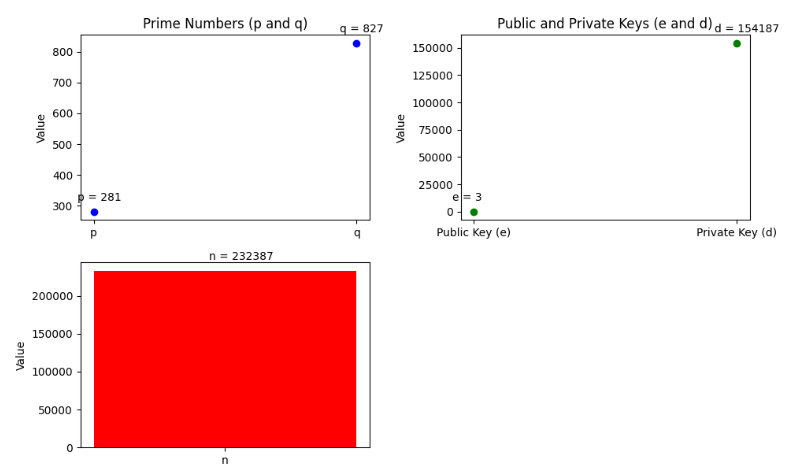 Prime Numbers (p and q)
q = 827
800
700
600
500
400
300
Value
p = 281
p
q
Public and Private Keys (e and d)
d = 154187
150000
125000
100000
75000
50000
25000
0
Value
e = 3
Public Key (e)
Private Key (d)
n = 232387
200000
150000
100000
50000
0
Value
n